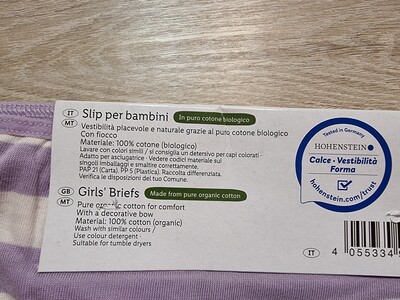 IT Slip per bambini In puro cotone biologico
MT Vestibilità piacevole e naturale grazie al puro cotone biologico
Con fiocco
Materiale: 100% cotone (biologico)
Lavare con colori simili / si consiglia un detersivo per capi colorati ·
Adatto per asciugatrice · Vedere codici materiale sui
singoli imballaggi e smaltire correttamente.
PAP 21 (Carta), PP 5 (Plastica). Raccolta differenziata.
Verifica le disposizioni del tuo Comune.
GB Girls' Briefs Made from pure organic cotton
MT Pure organic cotton for comfort
With a decorative bow
Material: 100% cotton (organic)
Wash with similar colours /
Use colour detergent ·
Suitable for tumble dryers
Tested in Germany
HOHENSTEIN
Calce · Vestibilità
Forma
hohenstein.com/trust
IT
4 055334